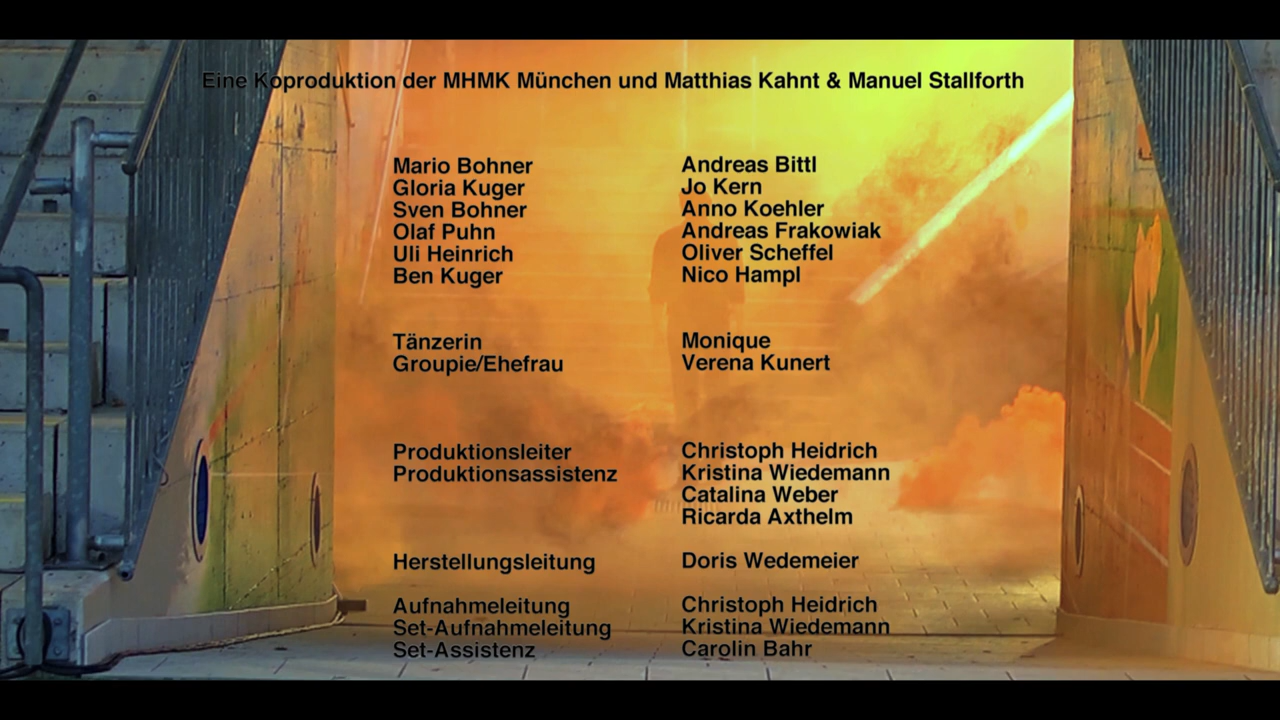 Eine Koproduktion der MHMK München und Matthias Kahnt & Manuel Stallforth
Mario Bohner Andreas Bittl
Gloria Kuger Jo Kern
Sven Bohner Anno Koehler
Olaf Puhn Andreas Frakowiak
Uli Heinrich Oliver Scheffel
Ben Kuger Nico Hampl
Tänzerin Monique
Groupie/Ehefrau Verena Kunert
Produktionsleiter Christoph Heidrich
Produktionsassistenz Kristina Wiedemann
Catalina Weber
Ricarda Axthelm
Herstellungsleitung Doris Wedemeier
Aufnahmeleitung Christoph Heidrich
Set-Aufnahmeleitung Kristina Wiedemann
Set-Assistenz Carolin Bahr